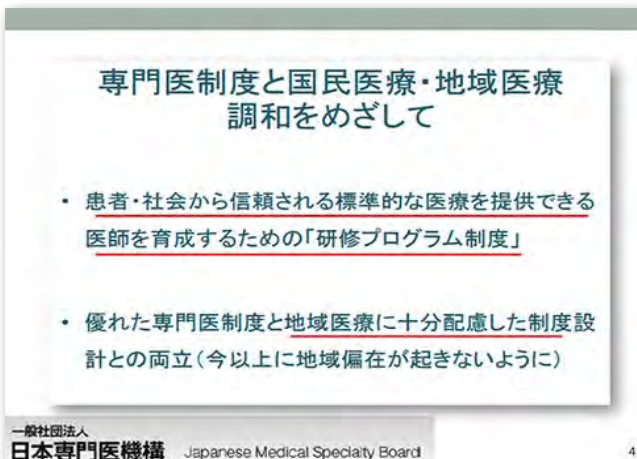 専門医制度と国民医療・地域医療
調和をめざして
・ 患者・社会から信頼される標準的な医療を提供できる
医師を育成するための「研修プログラム制度」
・ 優れた専門医制度と地域医療に十分配慮した制度設
計との両立(今以上に地域偏在が起きないように)
一般社団法人
日本専門医機構 Japanese Medical Specialty Board
4